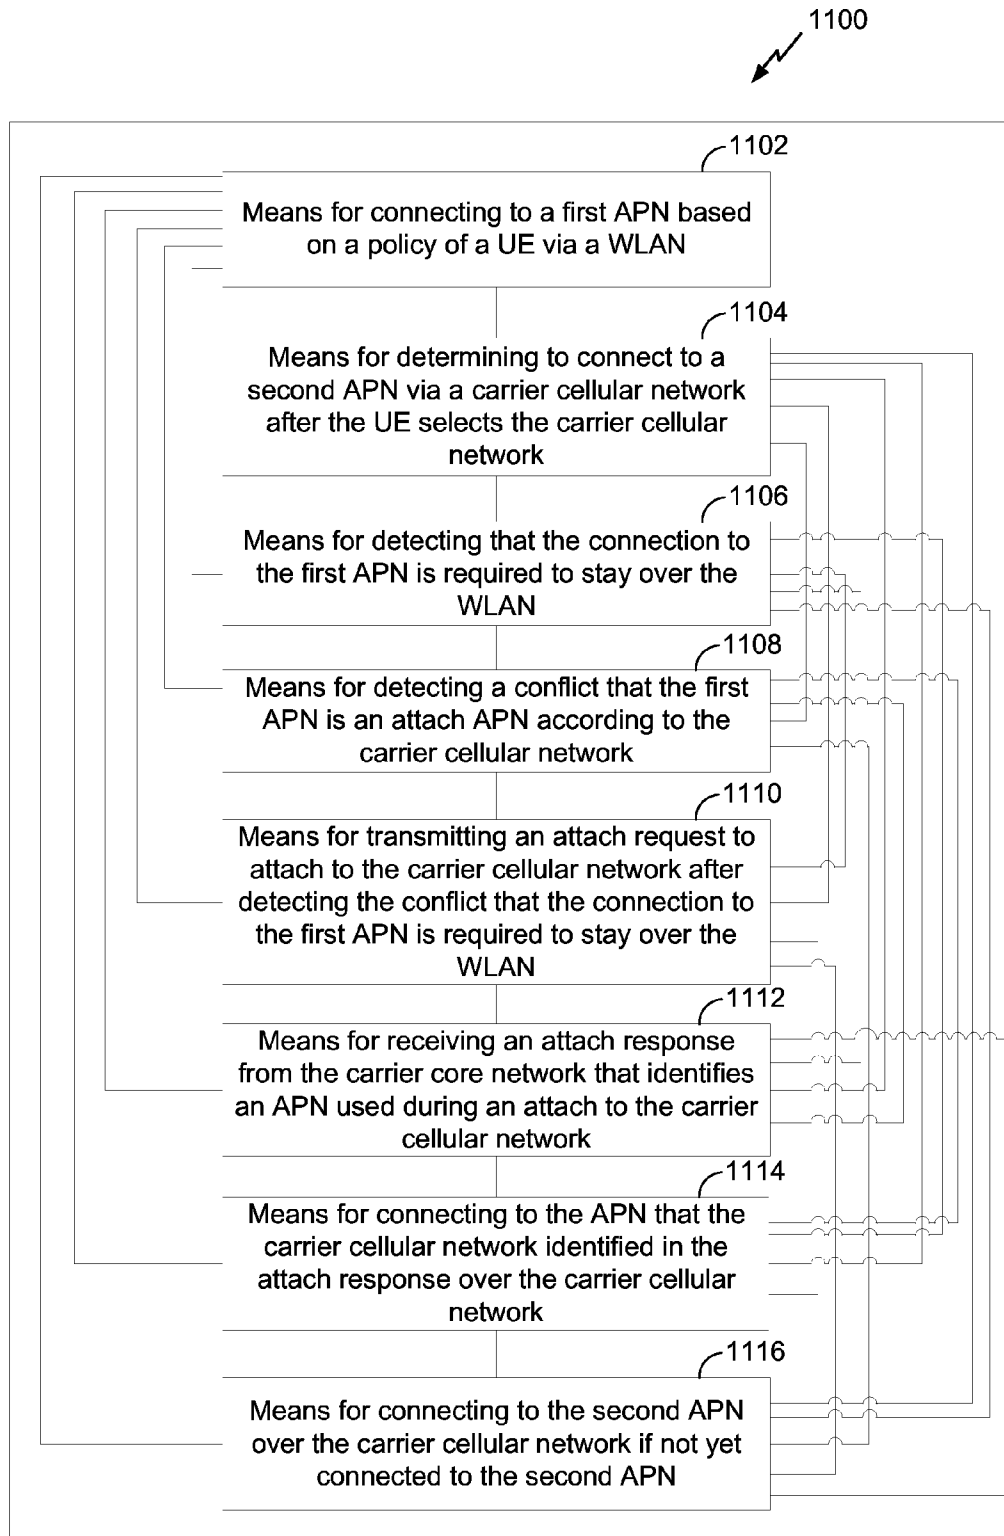 1100
1102
Means for connecting to a first APN based
on a policy of a UE via a WLAN
1104
Means for determining to connect to a
second APN via a carrier cellular network
after the UE selects the carrier cellular
network
1106
Means for detecting that the connection to
the first APN is required to stay over the
WLAN
1108
Means for detecting a conflict that the first
APN is an attach APN according to the
carrier cellular network
1110
Means for transmitting an attach request to
attach to the carrier cellular network after
detecting the conflict that the connection to
the first APN is required to stay over the
WLAN
1112
Means for receiving an attach response
from the carrier core network that identifies
an APN used during an attach to the carrier
cellular network
1114
Means for connecting to the APN that the
carrier cellular network identified in the
attach response over the carrier cellular
network
1116
Means for connecting to the second APN
over the carrier cellular network if not yet
connected to the second APN